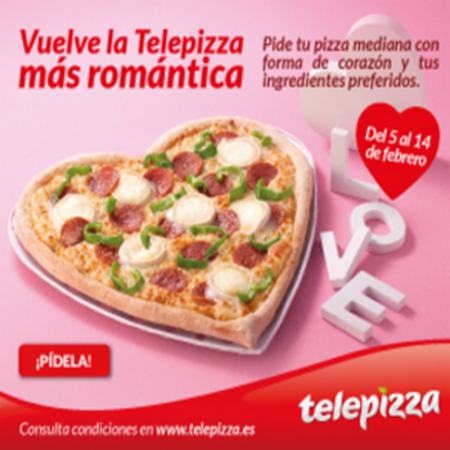 Vuelve la Telepizza
más romántica
Pide tu pizza mediana con
forma de corazón y tus
ingredientes preferidos.
Del 5 al 14
de febrero
LOVE
¡PÍDELA!
telepizza
Consulta condiciones en www.telepizza.es